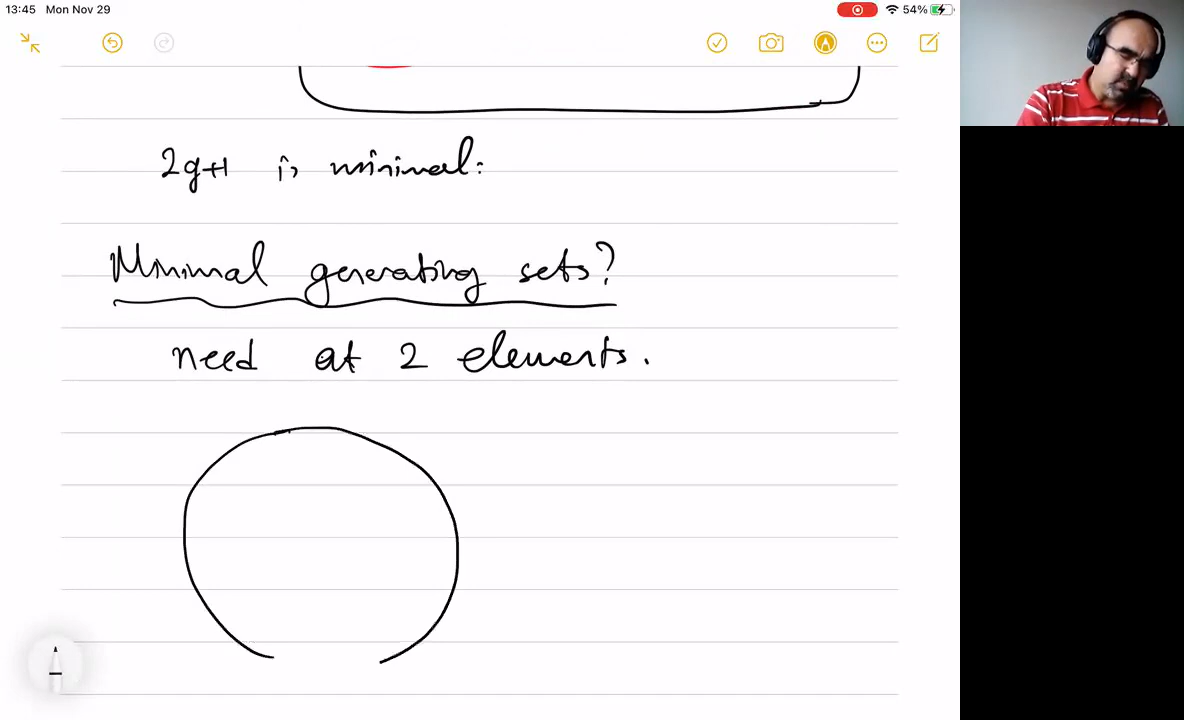 13:45 Mon Nov 29 54%
2g+1 is minimal:
Minimal generating sets?
need at 2 elements.